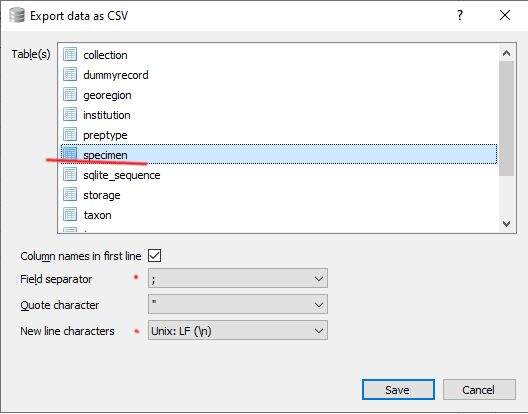 Export data as CSV
?
Table(s)
collection
dummyrecord
georegion
institution
preptype
specimen
sqlite_sequence
storage
taxon
Column names in first line
Field separator * ;
Quote character "
New line characters * Unix: LF (\n)
Save Cancel